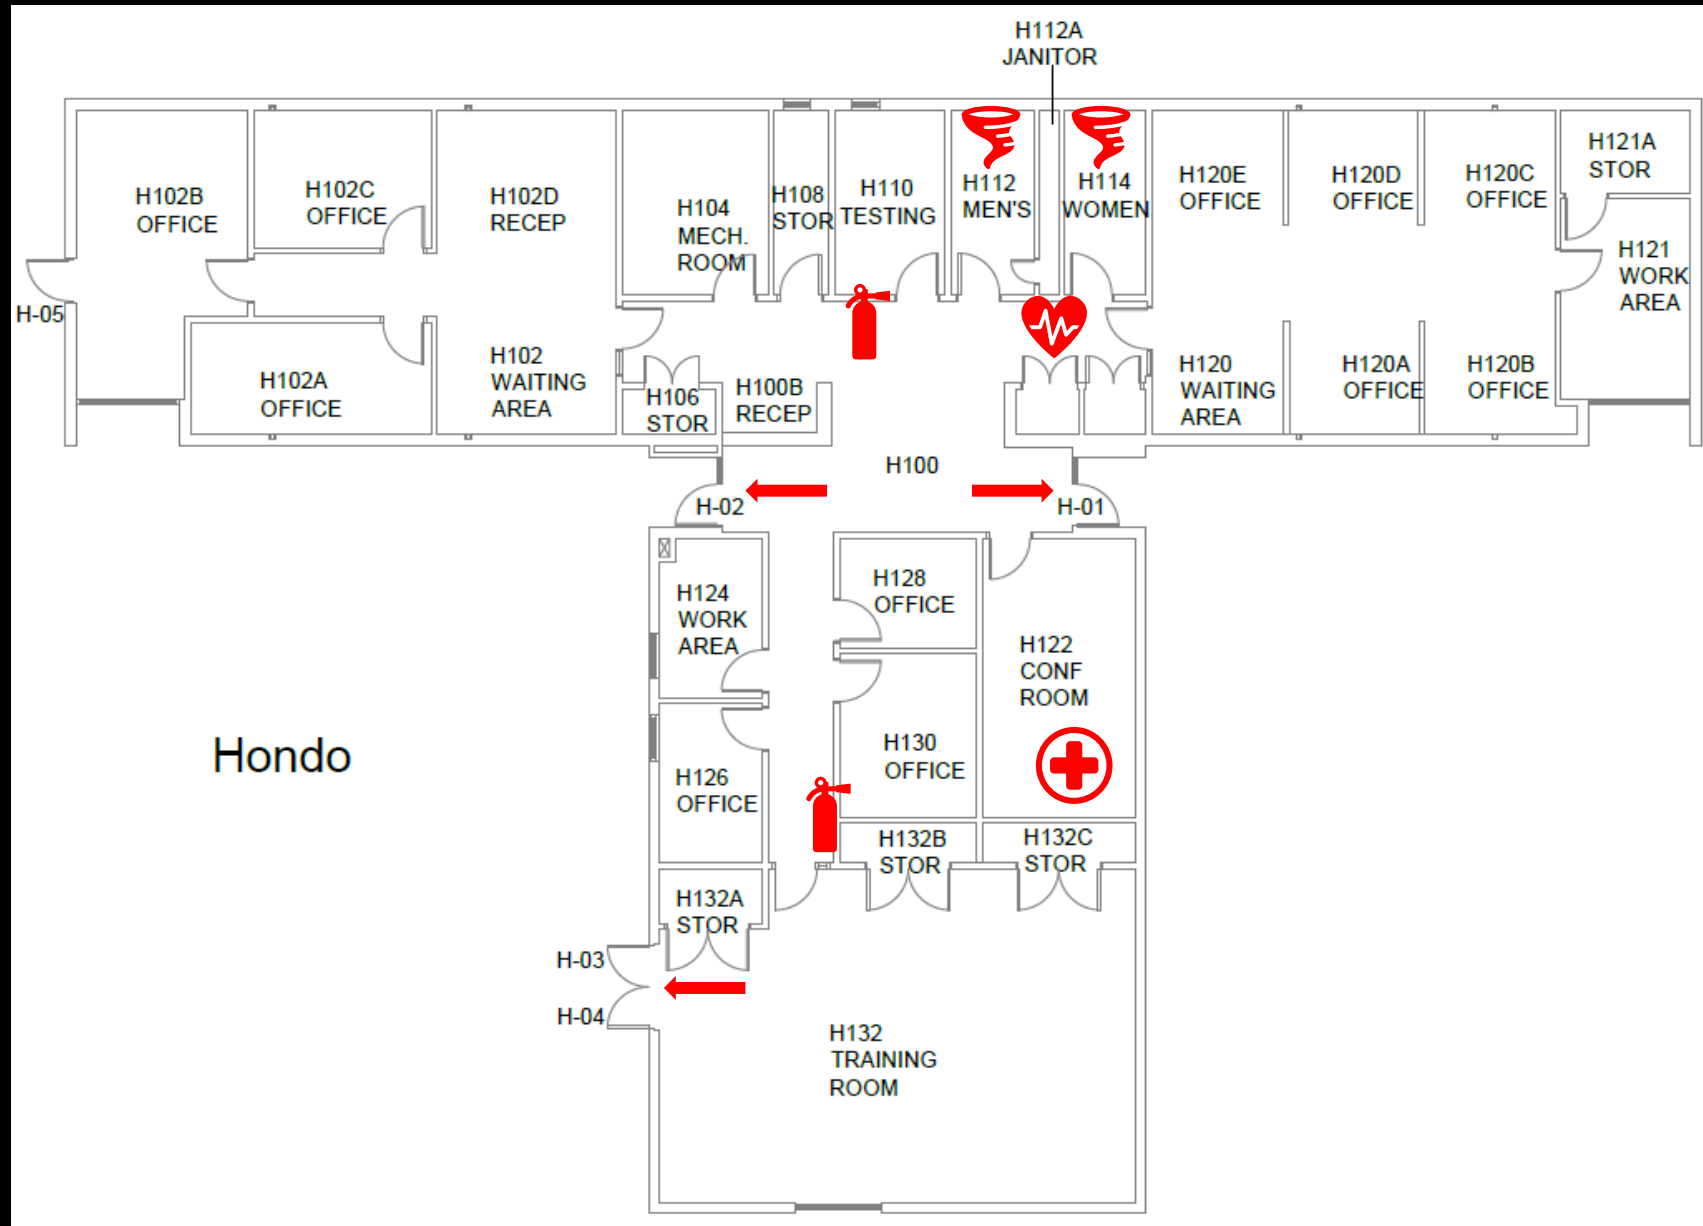 H112A
JANITOR
H102B
OFFICE
H102C
OFFICE
H102D
RECEP
H104
MECH.
ROOM
H108
STOR
H110
TESTING
H112
MEN'S
H114
WOMEN
H120E
OFFICE
H120D
OFFICE
H120C
OFFICE
H121A
STOR
H121
WORK
AREA
H-05
H102A
OFFICE
H102
WAITING
AREA
H106
STOR
H100B
RECEP
H120
WAITING
AREA
H120A
OFFICE
H120B
OFFICE
H100
H-02
H-01
H124
WORK
AREA
H128
OFFICE
H122
CONF
ROOM
Hondo
H126
OFFICE
H130
OFFICE
H132B
STOR
H132C
STOR
H132A
STOR
H-03
H-04
H132
TRAINING
ROOM